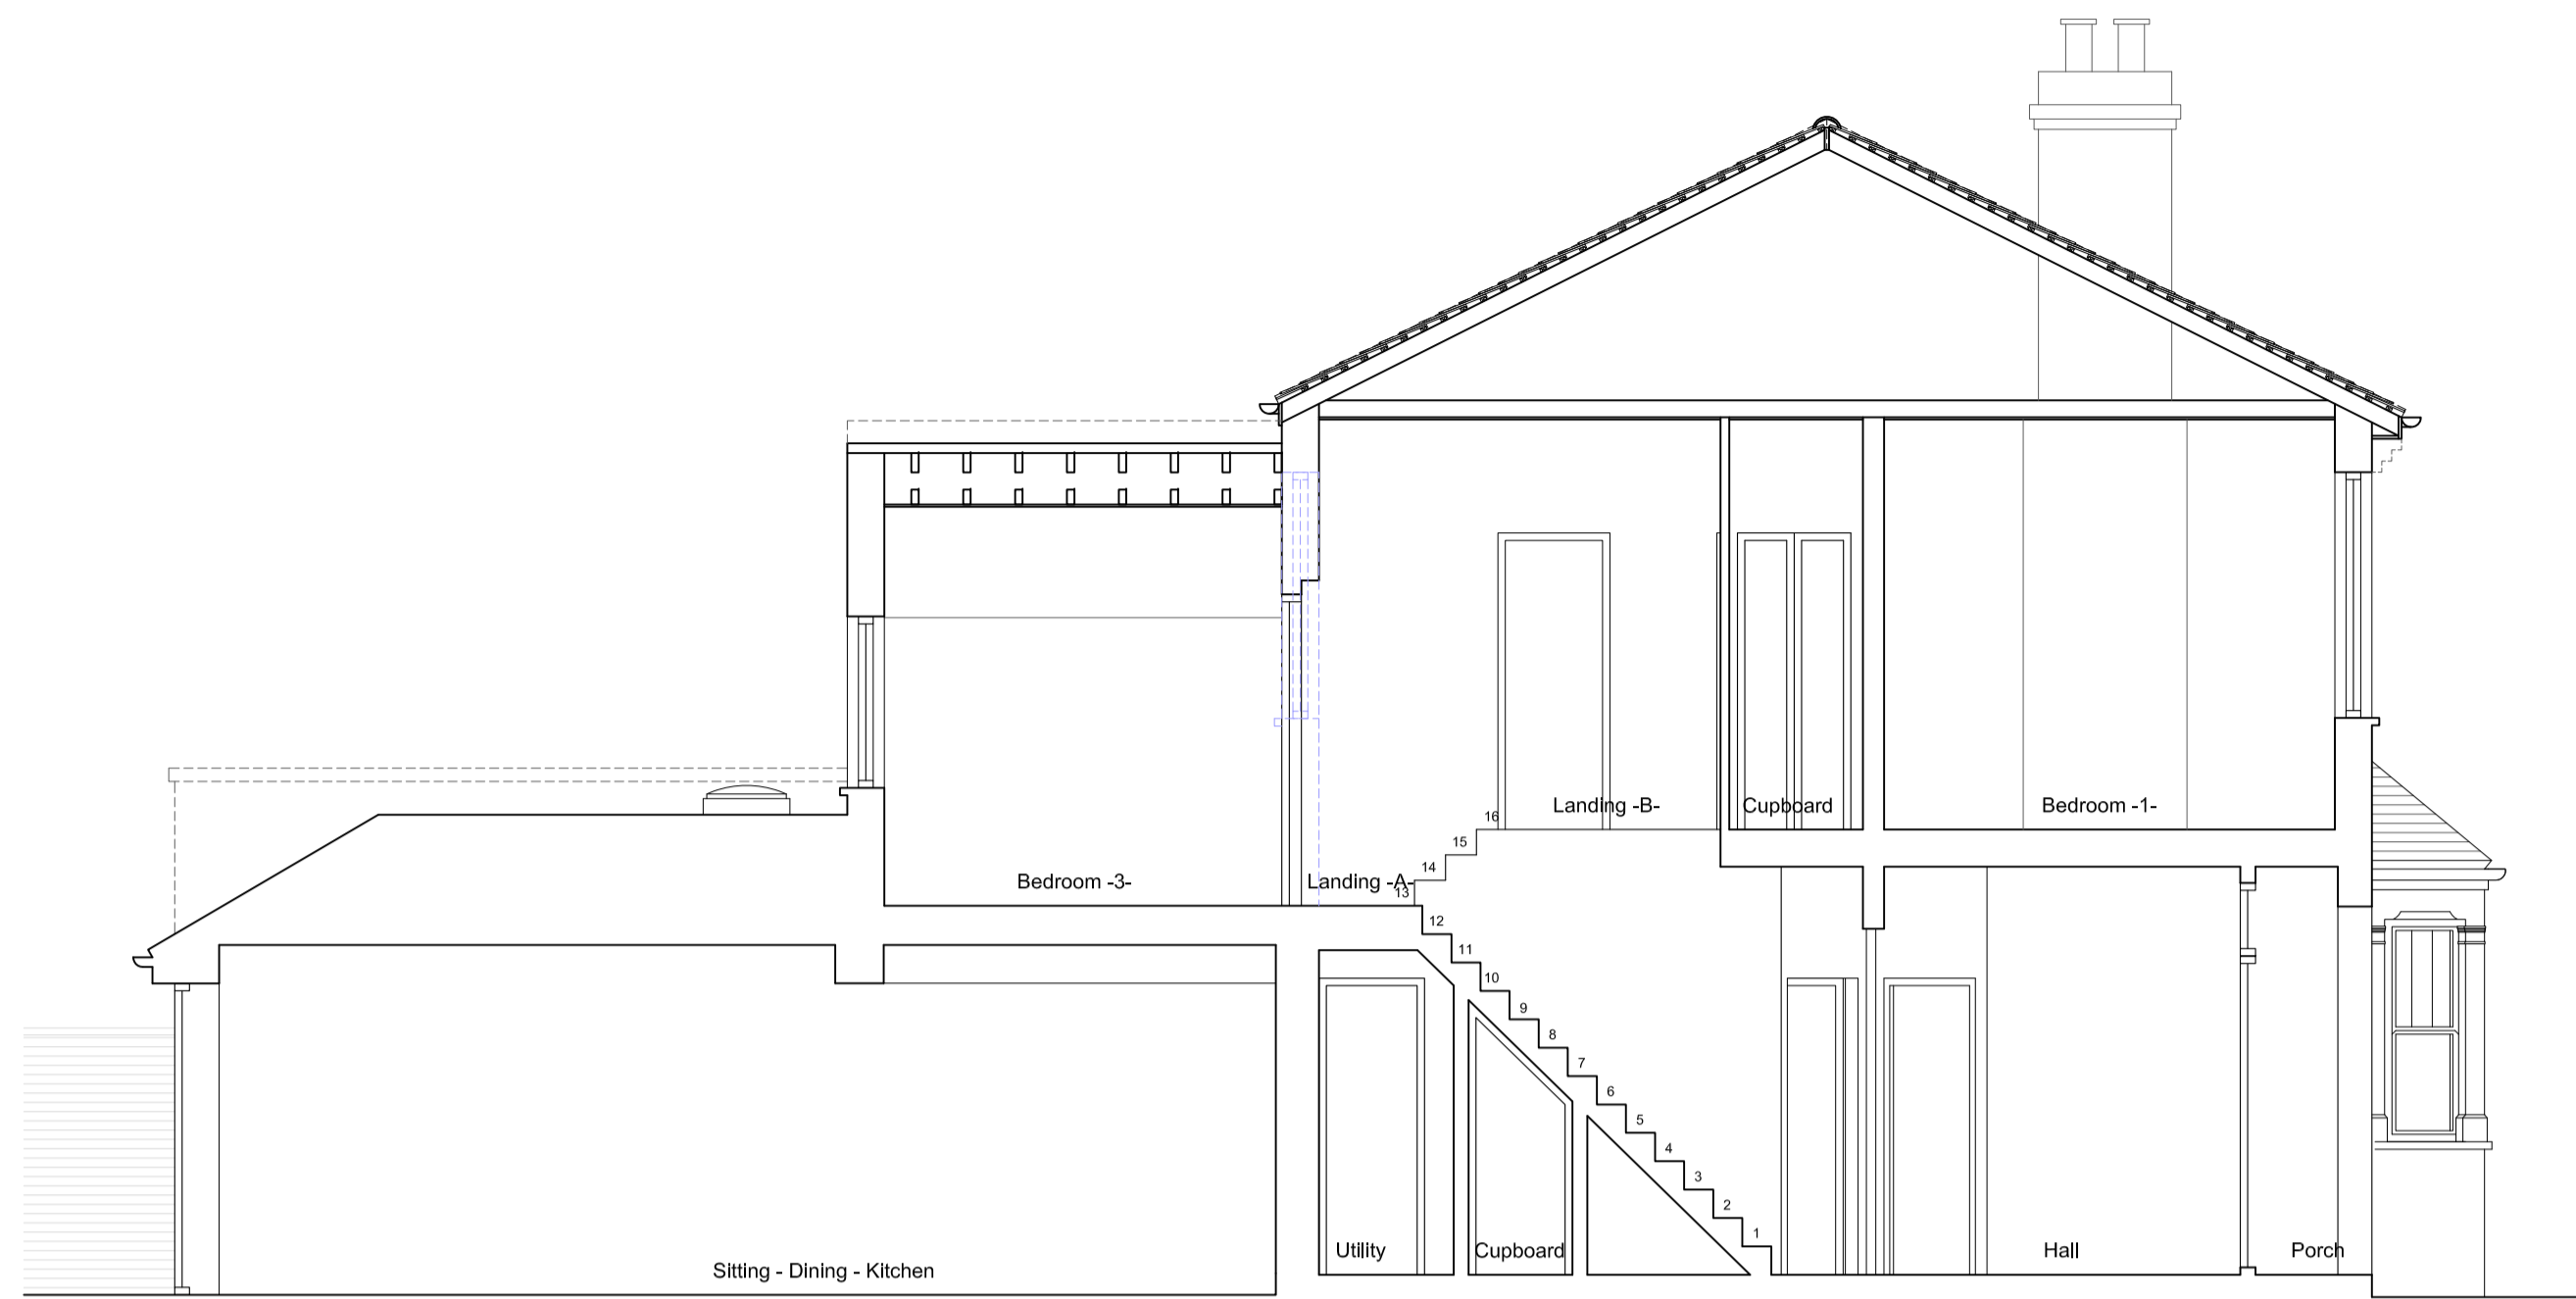 Landing -B-
Cupboard
Bedroom -1-
16
15
14
13
Bedroom -3-
Landing -A-
12
11
10
9
8
7
6
5
4
3
2
1
Utility
Cupboard
Hall
Porch
Sitting - Dining - Kitchen